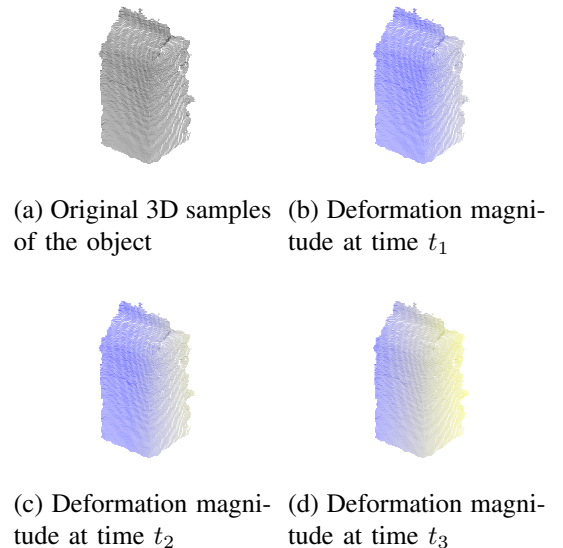 (a) Original 3D samples
of the object
(b) Deformation magni-
tude at time t₁
(c) Deformation magni-
tude at time t₂
(d) Deformation magni-
tude at time t₃